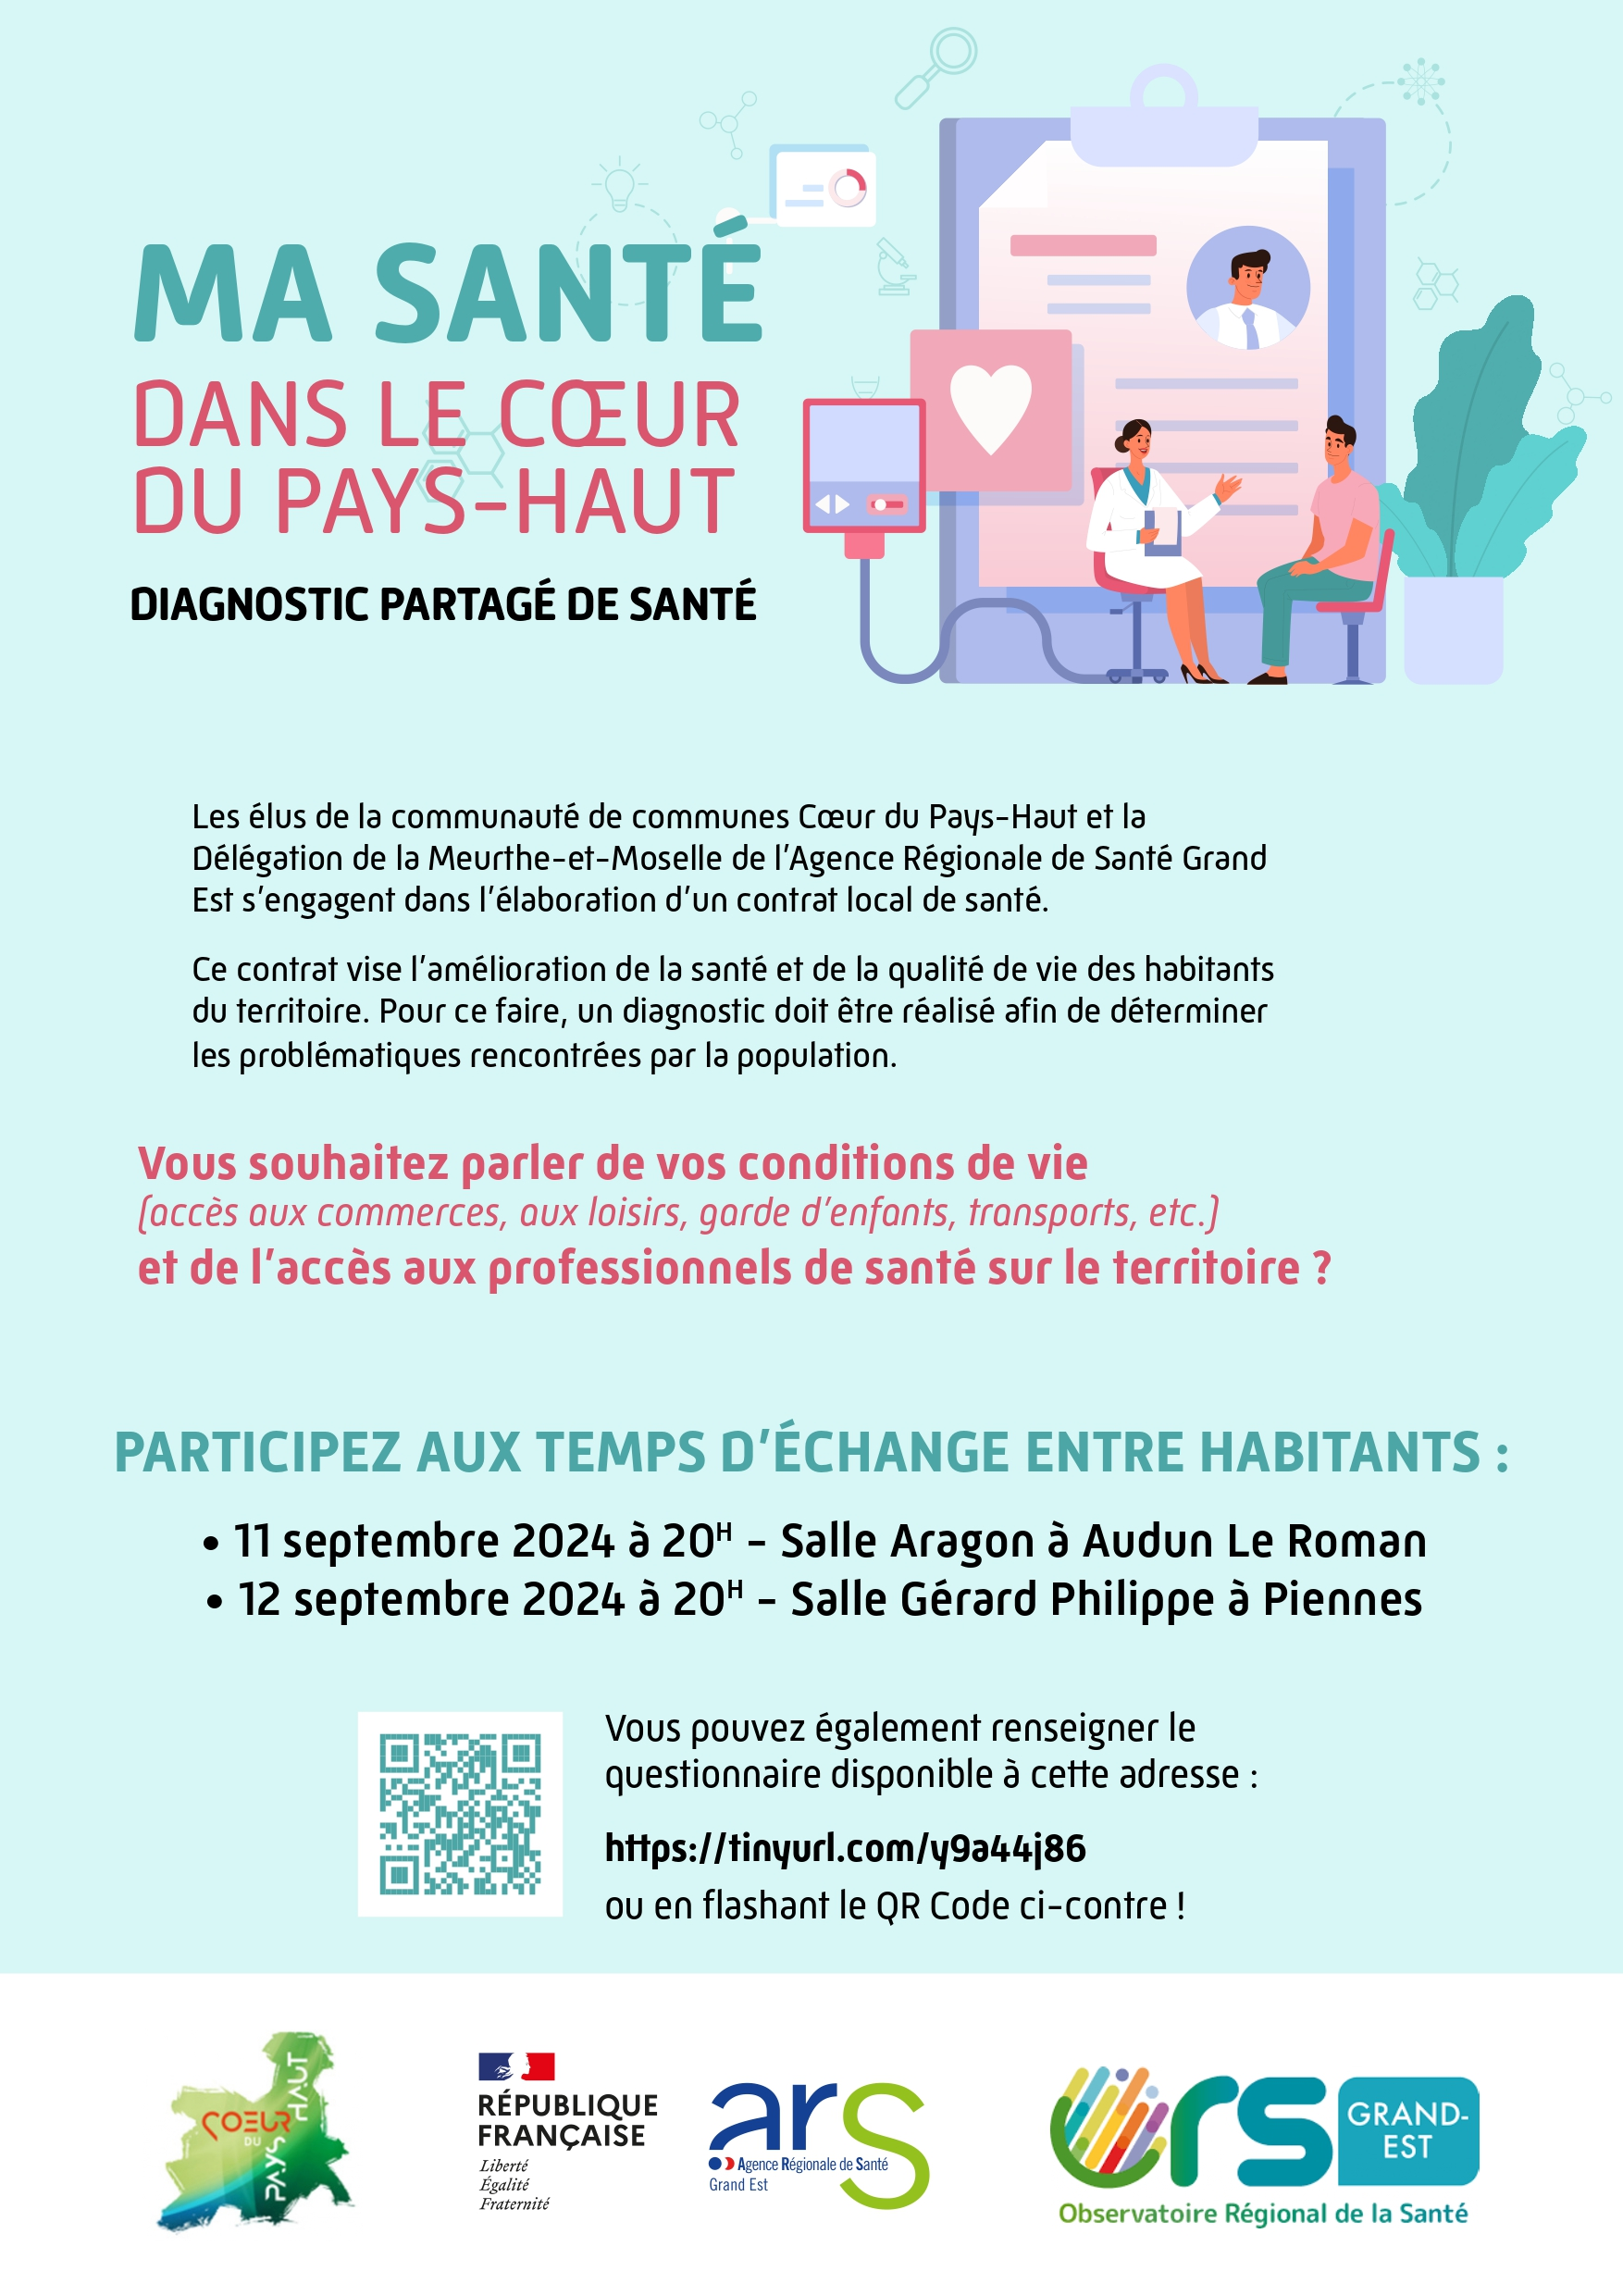 MA SANTÉ
DANS LE CŒUR
DU PAYS-HAUT
DIAGNOSTIC PARTAGÉ DE SANTÉ
Les élus de la communauté de communes Cœur du Pays-Haut et la
Délégation de la Meurthe-et-Moselle de l'Agence Régionale de Santé Grand
Est s'engagent dans l'élaboration d'un contrat local de santé.
Ce contrat vise l'amélioration de la santé et de la qualité de vie des habitants
du territoire. Pour ce faire, un diagnostic doit être réalisé afin de déterminer
les problématiques rencontrées par la population.
Vous souhaitez parler de vos conditions de vie
(accès aux commerces, aux loisirs, garde d'enfants, transports, etc.)
et de l'accès aux professionnels de santé sur le territoire ?
PARTICIPEZ AUX TEMPS D'ÉCHANGE ENTRE HABITANTS :
• 11 septembre 2024 à 20H - Salle Aragon à Audun Le Roman
• 12 septembre 2024 à 20H - Salle Gérard Philippe à Piennes
Vous pouvez également renseigner le
questionnaire disponible à cette adresse :
https://tinyurl.com/y9a44j86
ou en flashant le QR Code ci-contre !
COEUR
DU
PAYS
HAUT
RÉPUBLIQUE
FRANÇAISE
Liberté
Égalité
Fraternité
ars
Agence Régionale de Santé
Grand Est
ors
GRAND-
EST
Observatoire Régional de la Santé